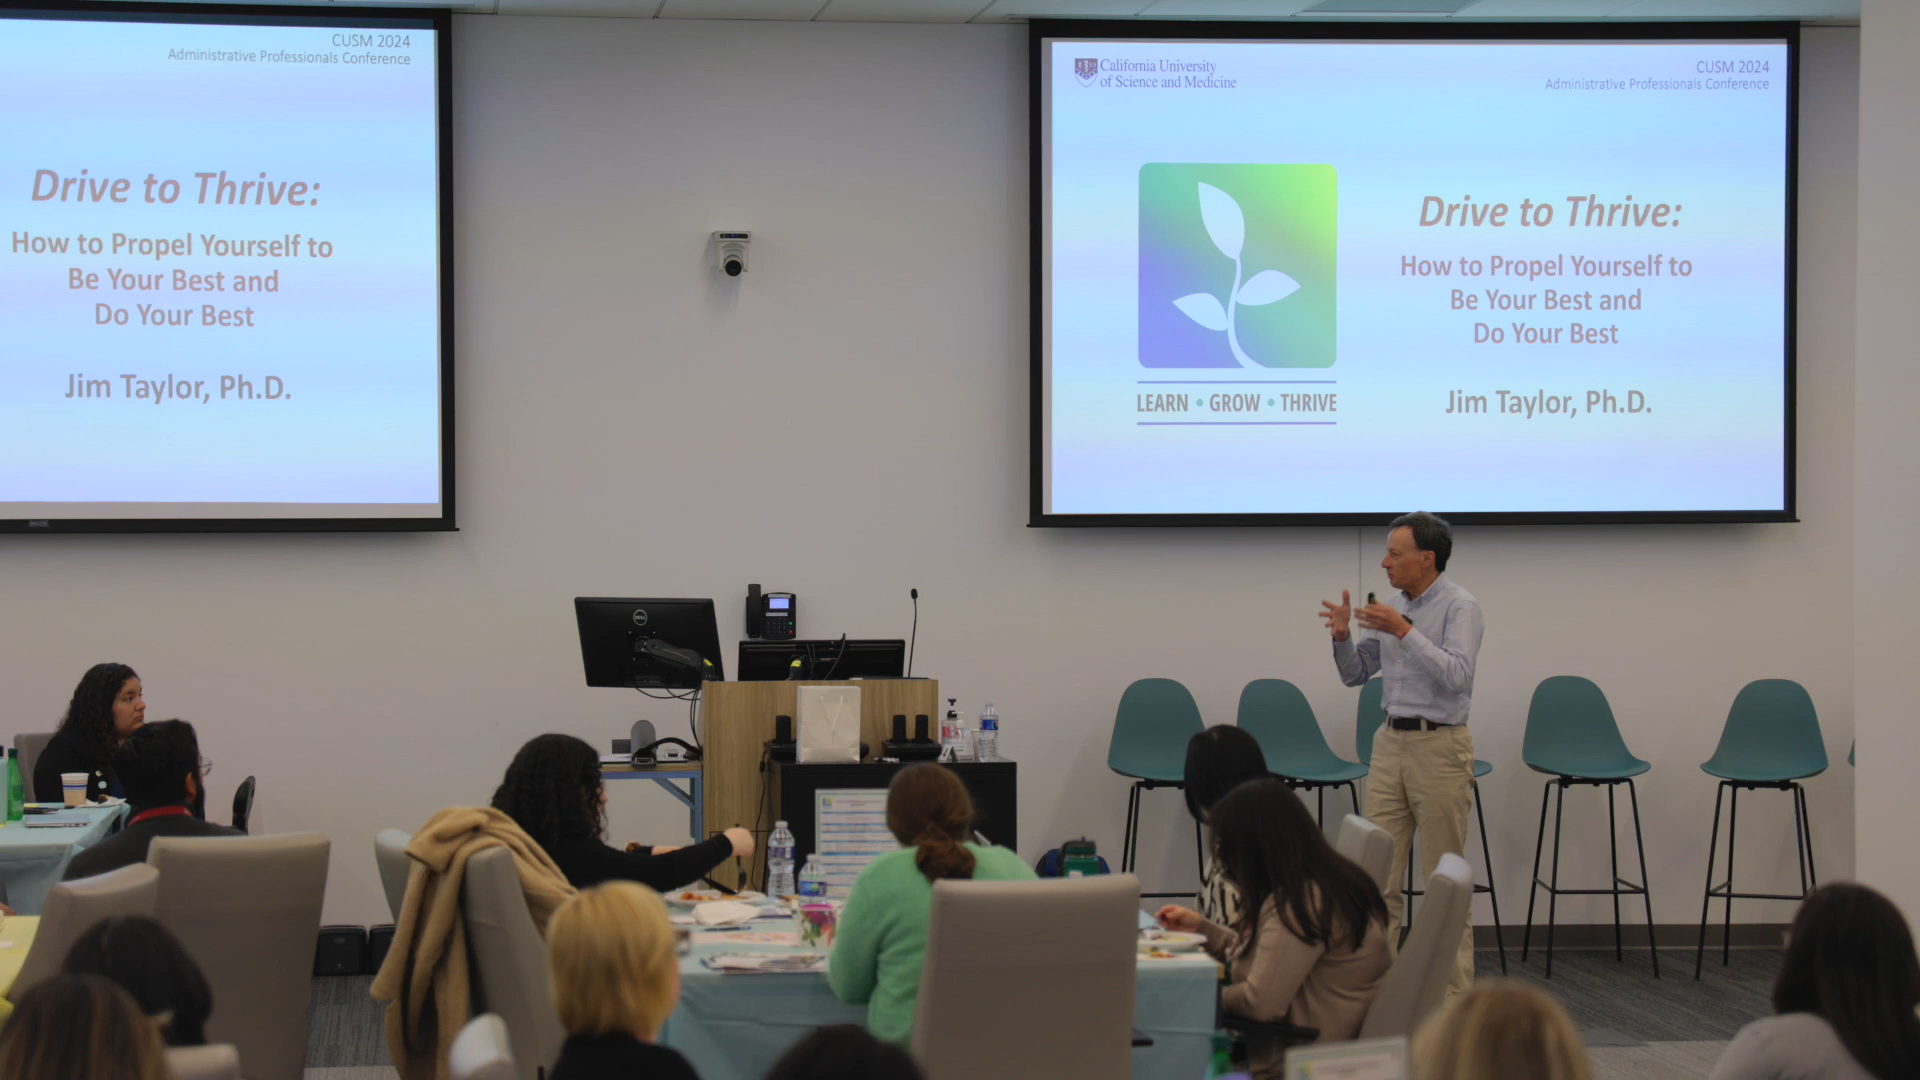 CUSM 2024
Administrative Professionals Conference
Drive to Thrive:
How to Propel Yourself to
Be Your Best and
Do Your Best
Jim Taylor, Ph.D.
California University
of Science and Medicine
CUSM 2024
Administrative Professionals Conference
LEARN • GROW • THRIVE
Drive to Thrive:
How to Propel Yourself to
Be Your Best and
Do Your Best
Jim Taylor, Ph.D.
DELL